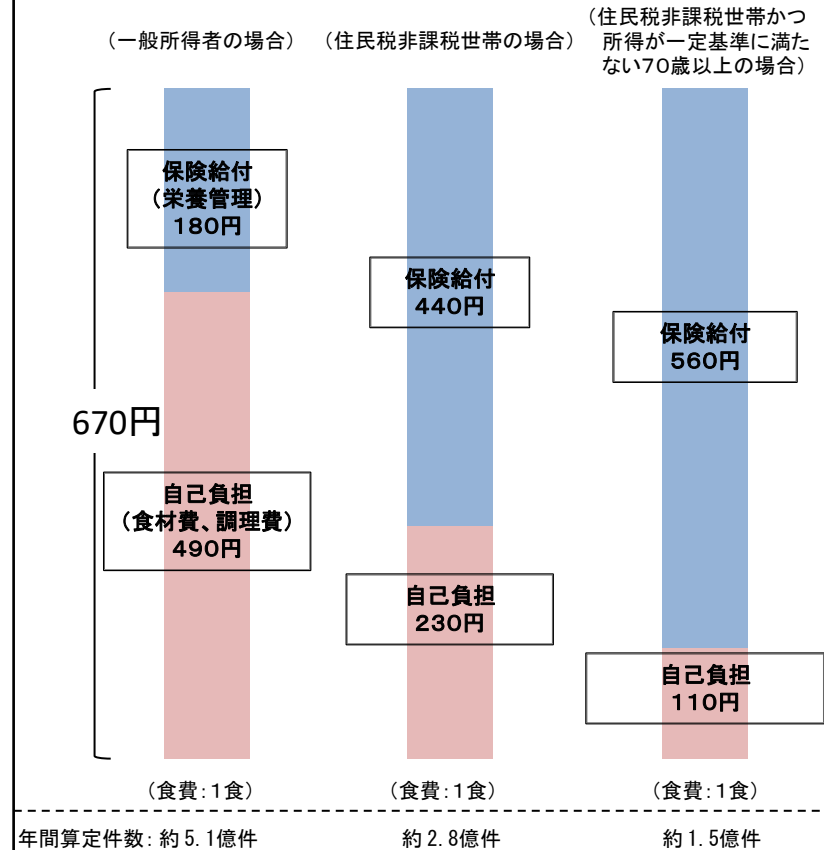 （一般所得者の場合）
（住民税非課税世帯の場合）
（住民税非課税世帯かつ
所得が一定基準に満た
ない７０歳以上の場合）
保険給付
（栄養管理）
１８０円
保険給付
４４０円
保険給付
５６０円
670円
自己負担
（食材費、調理費）
４９０円
自己負担
２３０円
自己負担
１１０円
（食費：１食）
（食費：１食）
（食費：１食）
年間算定件数：約５.１億件
約２.８億件
約１.５億件